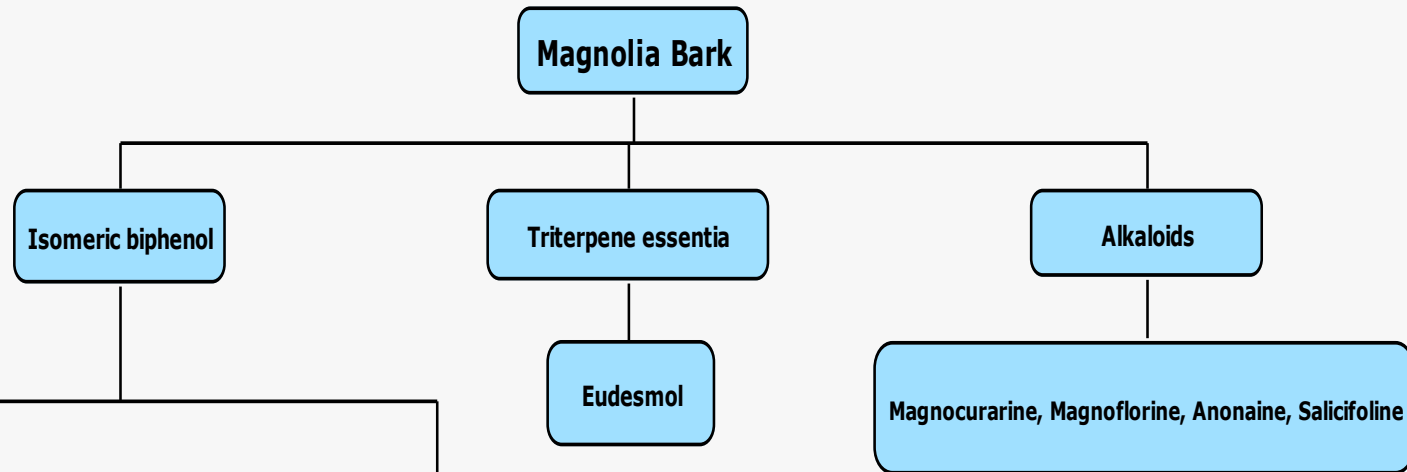 Magnolia Bark
Isomeric biphenol
Triterpene essentia
Alkaloids
Eudesmol
Magnocurarine, Magnoflorine, Anonaine, Salicifoline